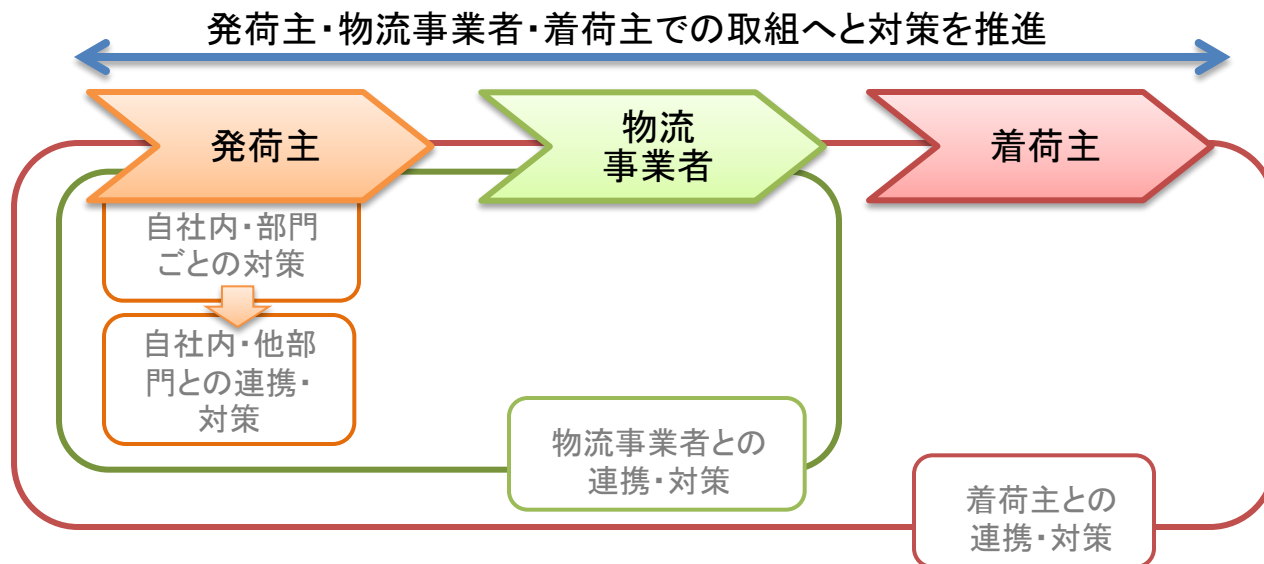 発荷主・物流事業者・着荷主での取組へと対策を推進
発荷主
物流
事業者
着荷主
自社内・部門
ごとの対策
自社内・他部
門との連携・
対策
物流事業者との
連携・対策
着荷主との
連携・対策